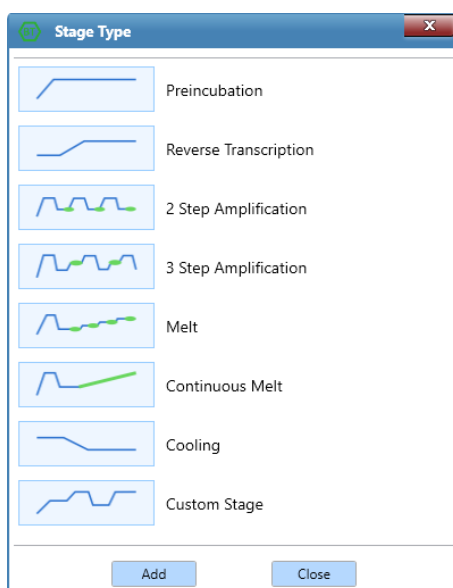 Stage Type
X
Preincubation
Reverse Transcription
2 Step Amplification
3 Step Amplification
Melt
Continuous Melt
Cooling
Custom Stage
Add Close